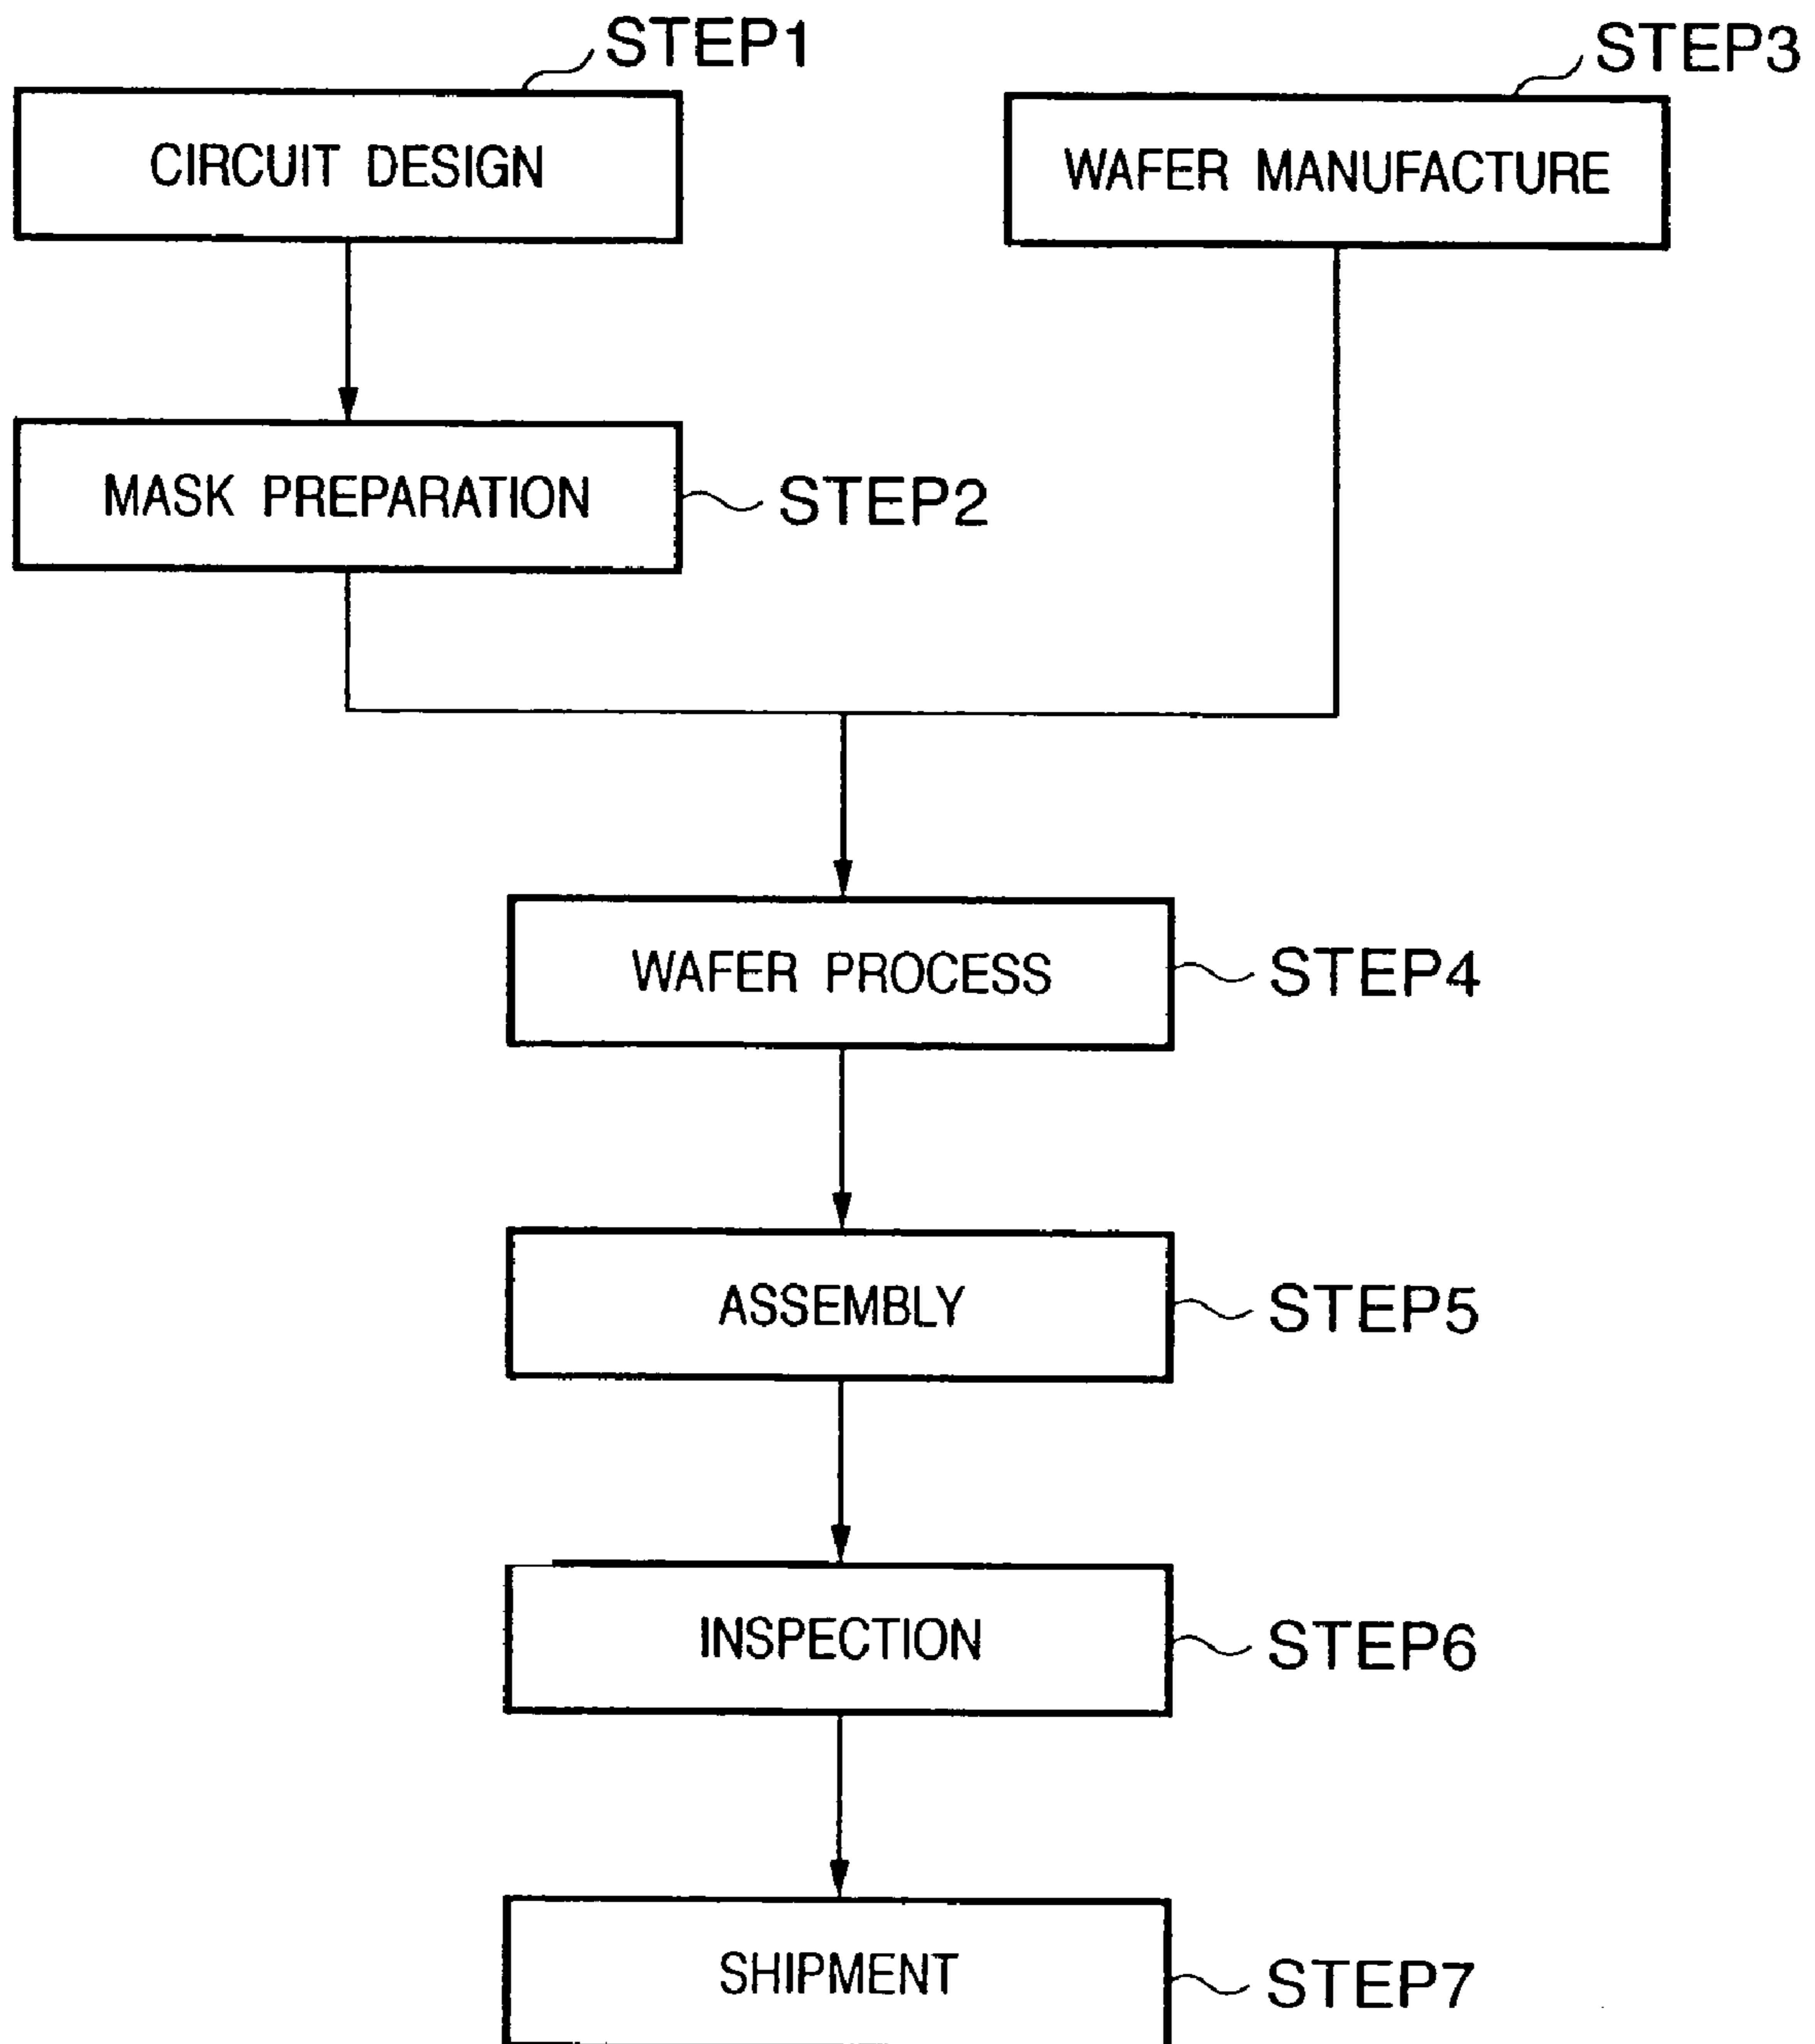 STEP1
STEP3
CIRCUIT DESIGN
WAFER MANUFACTURE
MASK PREPARATION
STEP2
WAFER PROCESS
STEP4
ASSEMBLY
STEP5
INSPECTION
STEP6
SHIPMENT
STEP7